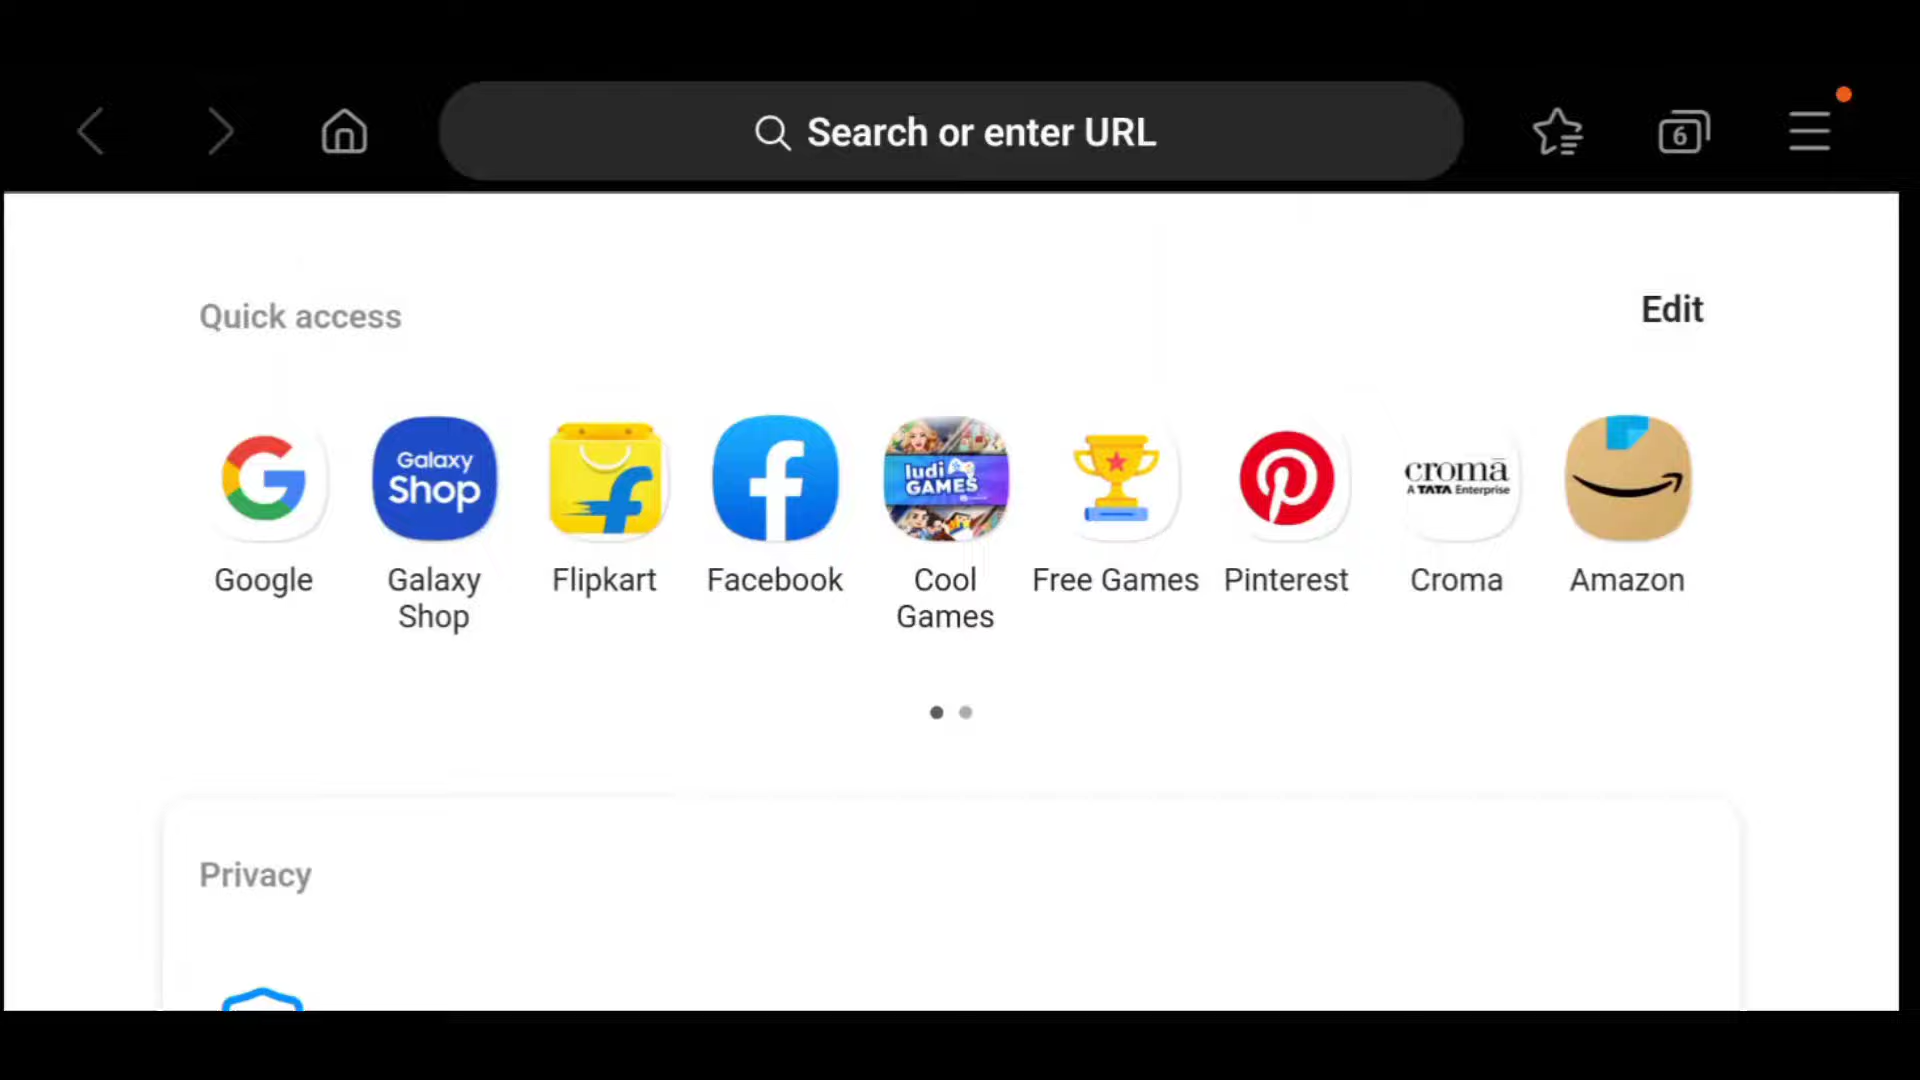 Search or enter URL
6
Quick access
Edit
Galaxy
Shop
ludi
GAMES
cromā
A TATA Enterprise
Google
Galaxy
Shop
Flipkart
Facebook
Cool
Games
Free Games
Pinterest
Croma
Amazon
Privacy